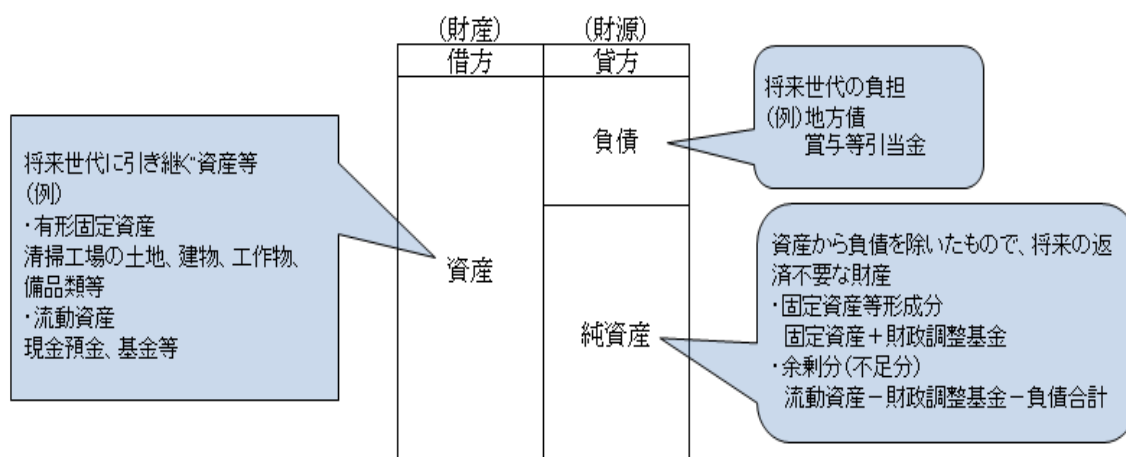 (財産) (財源)
借方 貸方
将来世代の負担
(例)地方債
賞与等引当金
負債
将来世代に引き継ぐ資産等
(例)
・有形固定資産
清掃工場の土地、建物、工作物、
備品類等
・流動資産
現金預金、基金等
資産
純資産
資産から負債を除いたもので、将来の返
済不要な財産
・固定資産等形成分
固定資産+財政調整基金
・余剰分(不足分)
流動資産-財政調整基金-負債合計